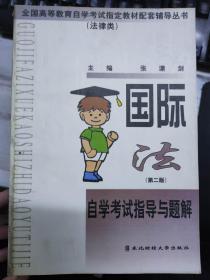 全国高等教育自学考试指定教材配套辅导丛书
(法律类)
主编 张潇剑
国际
法
(第二版)
自学考试指导与题解
东北财经大学出版社
GUOJIFAZIXUEKAOSHIZHIDAOYUTIJIE